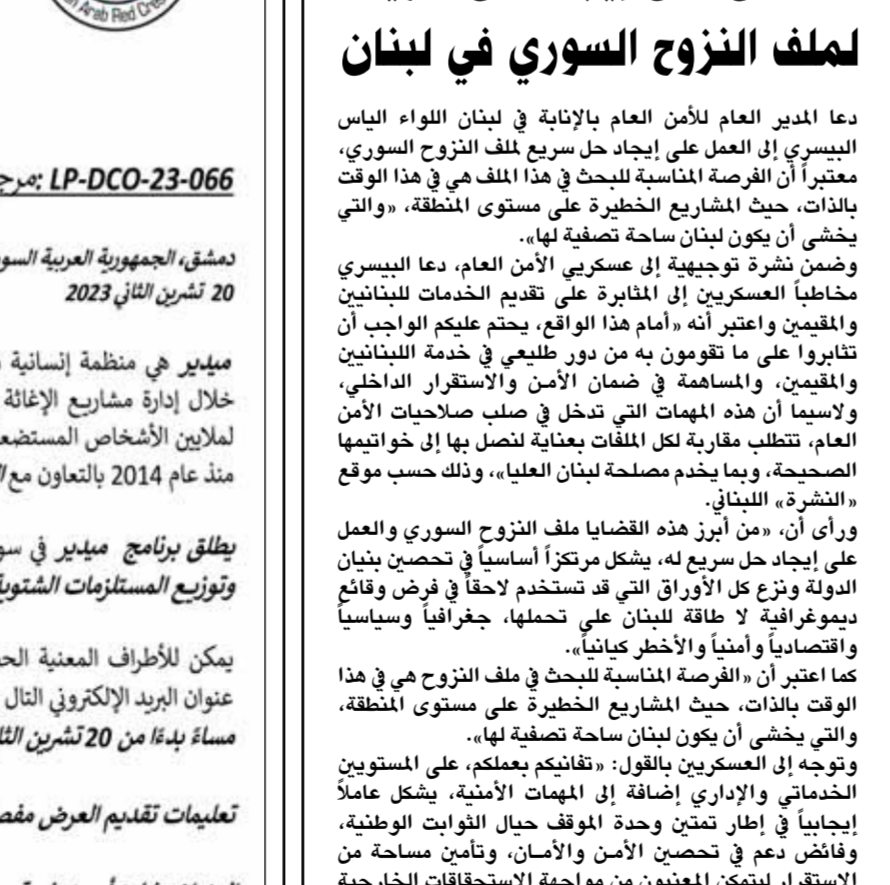 لملف النزوح السوري في لبنان
دعا المدير العام للأمن العام بالإنابة في لبنان اللواء الياس
البيسري إلى العمل على إيجاد حل سريع لملف النزوح السوري،
معتبراً أن الفرصة المناسبة للبحث في هذا الملف هي في هذا الوقت
بالذات، حيث المشاريع الخطيرة على مستوى المنطقة، «والتي
يخشى أن يكون لبنان ساحة تصفية لها».
وضمن نشرة توجيهية إلى عسكريي الأمن العام، دعا البيسري
مخاطباً العسكريين إلى المثابرة على تقديم الخدمات للبنانيين
والمقيمين واعتبر أنه «أمام هذا الواقع، يحتم عليكم الواجب أن
تثابروا على ما تقومون به من دور طليعي في خدمة اللبنانيين
والمقيمين، والمساهمة في ضمان الأمن والاستقرار الداخلي،
ولاسيما أن هذه المهمات التي تدخل في صلب صلاحيات الأمن
العام، تتطلب مقاربة لكل الملفات بعناية لنصل بها إلى خواتيمها
الصحيحة، وبما يخدم مصلحة لبنان العليا»، وذلك حسب موقع
«النشرة» اللبناني.
ورأى أن، «من أبرز هذه القضايا ملف النزوح السوري والعمل
على إيجاد حل سريع له، يشكل مرتكزاً أساسياً في تحصين بنيان
الدولة ونزع كل الأوراق التي قد تستخدم لاحقاً في فرض وقائع
ديموغرافية لا طاقة للبنان على تحملها، جغرافياً وسياسياً
واقتصادياً وأمنياً والأخطر كيانياً».
كما اعتبر أن «الفرصة المناسبة للبحث في ملف النزوح هي في هذا
الوقت بالذات، حيث المشاريع الخطيرة على مستوى المنطقة،
والتي يخشى أن يكون لبنان ساحة تصفية لها».
وتوجه إلى العسكريين بالقول: «تفانيكم بعملكم، على المستويين
الخدماتي والإداري إضافة إلى المهمات الأمنية، يشكل عاملاً
إيجابياً في إطار تمتين وحدة الموقف حيال الثوابت الوطنية،
وفائض دعم في تحصين الأمن والأمـان، وتأمين مساحة من
الاستقرار ليتمكن المعنيون من مواجهة الاستحقاقات الخارجية
Arab Red
LP-DCO-23-066
دمشق، الجمهورية العربية
20 تشرين الثاني 2023
ميدير هي منظمة إنسانية
خلال إدارة مشاريع الإغاثة
لملايين الأشخاص
منذ عام 2014 بالتعاون مع
يطلق برنامج ميدير في
وتوزيع المستلزمات
يمكن للأطراف المعنية
عنوان البريد الإلكتروني التال
مساءً بدءًا من 20 تشرين
تعليمات تقديم العرض